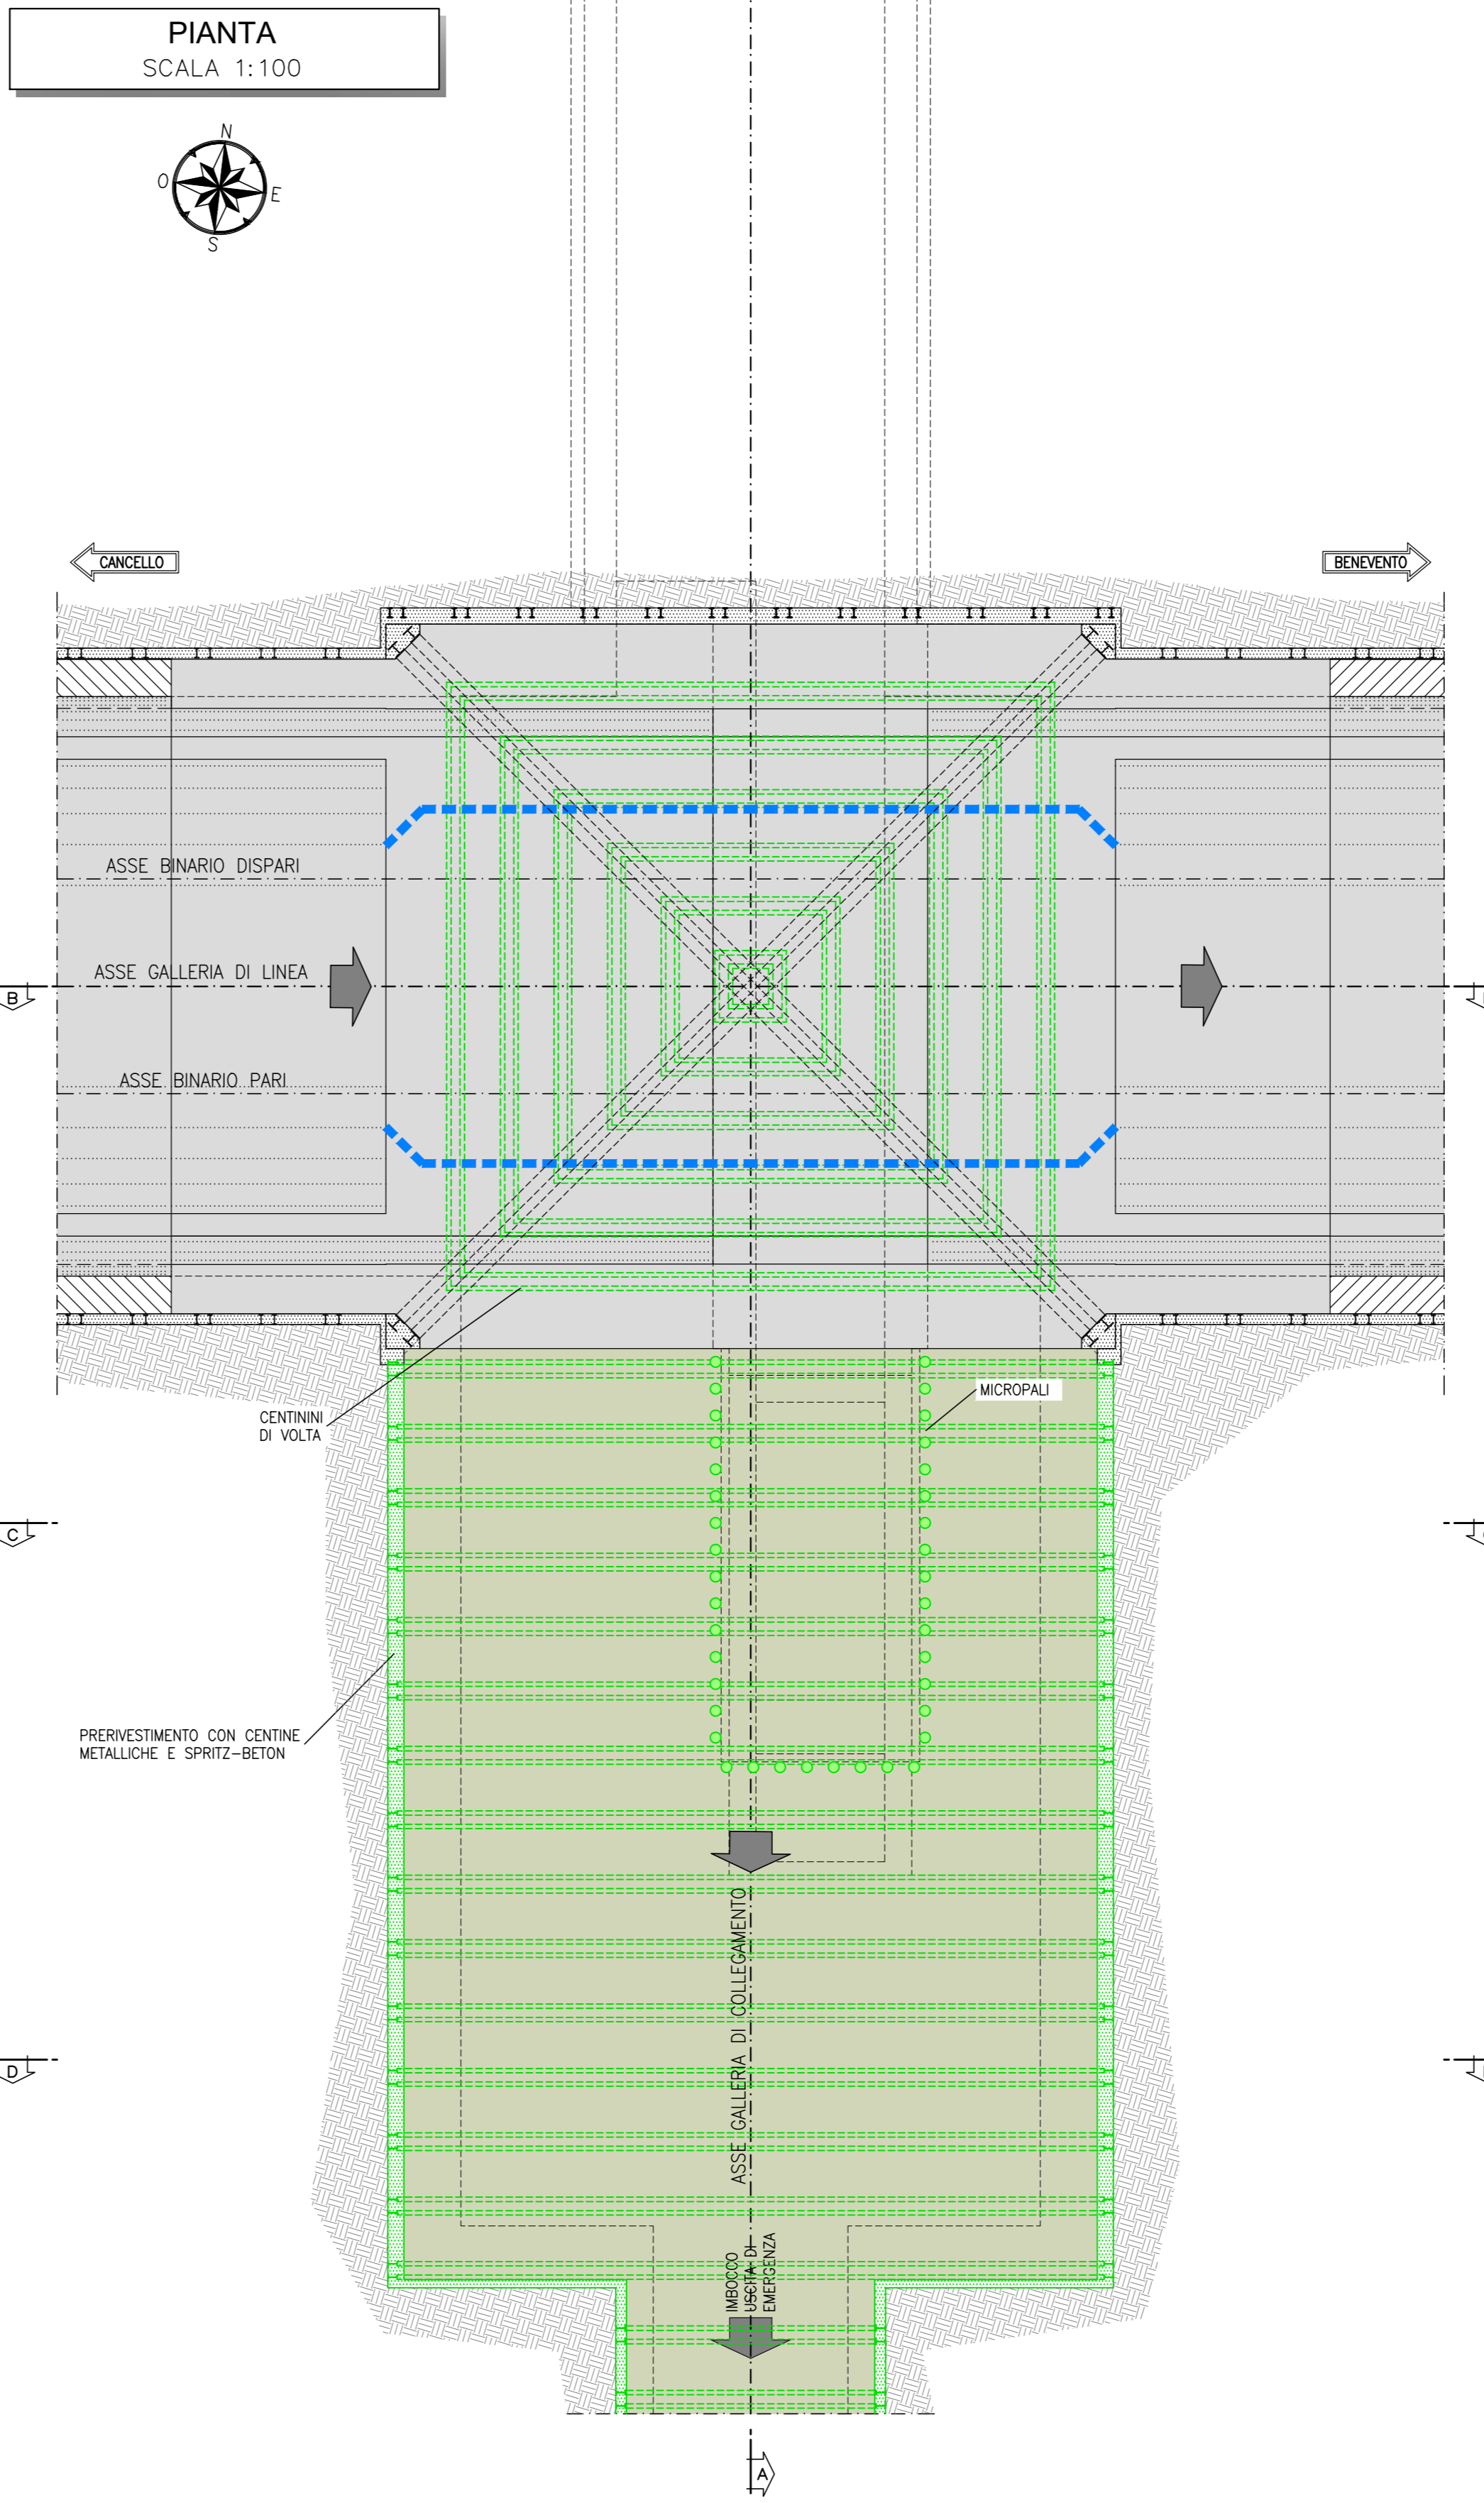 PIANTA
SCALA 1:100
N
O
E
S
CANCELLO
BENEVENTO
ASSE BINARIO DISPARI
ASSE GALLERIA DI LINEA
B
ASSE BINARIO PARI
MICROPALI
CENTININI
DI VOLTA
C
PRERIVESTIMENTO CON CENTINE
METALLICHE E SPRITZ-BETON
ASSE GALLERIA DI COLLEGAMENTO
D
IMBOCCO
USCITA DI
EMERGENZA
A